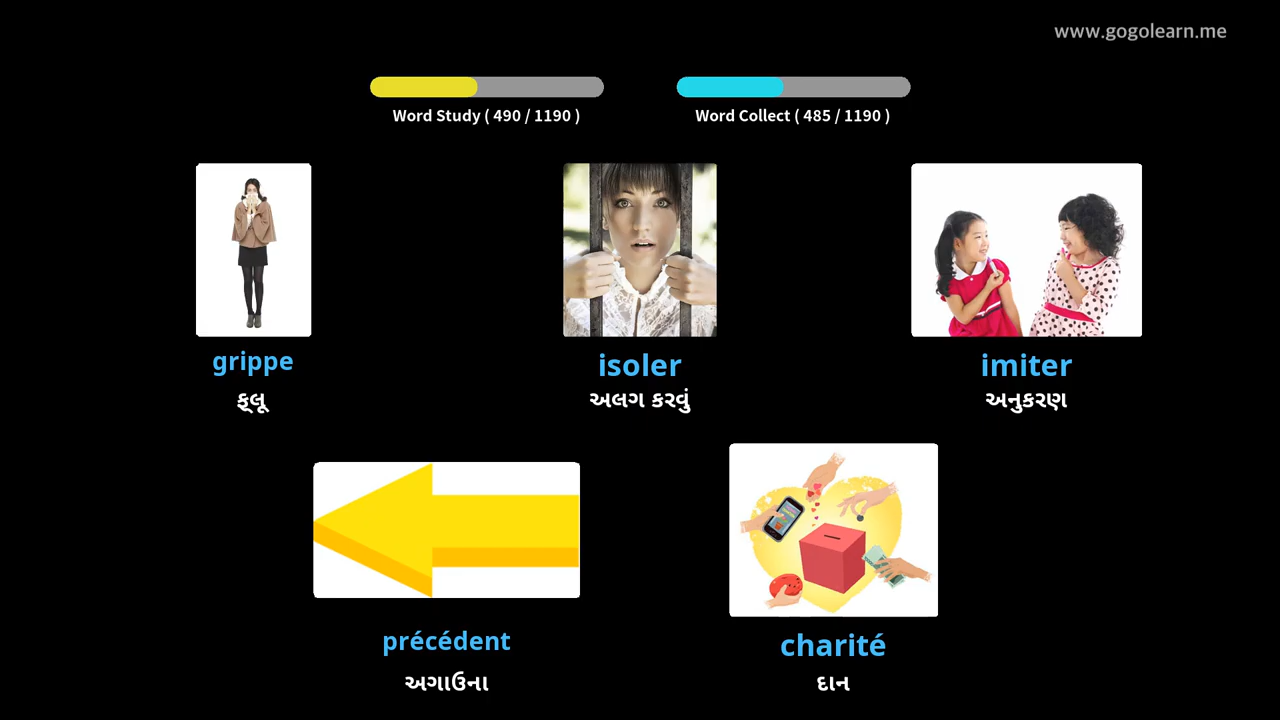 www.gogolearn.me
Word Study ( 490 / 1190 )
Word Collect ( 485 / 1190 )
grippe
isoler
imiter
ફ્લૂ
અલગ કરવું
અનુકરણ
précédent
charité
અગાઉના
દાન